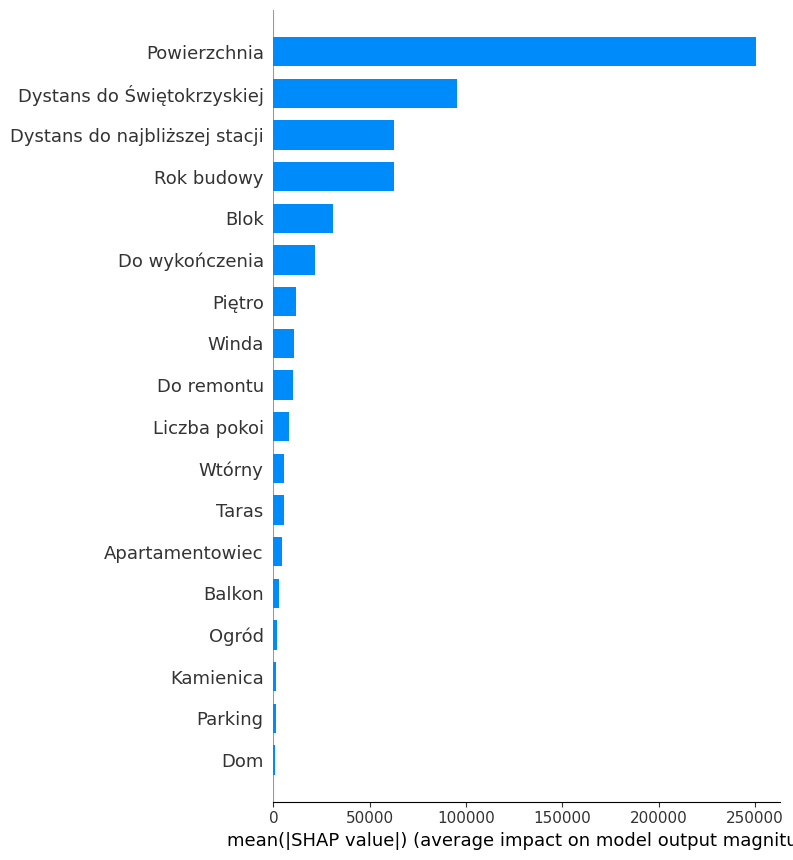 Powierzchnia
Dystans do Świętokrzyskiej
Dystans do najbliższej stacji
Rok budowy
Blok
Do wykończenia
Piętro
Winda
Do remontu
Liczba pokoi
Wtórny
Taras
Apartamentowiec
Balkon
Ogród
Kamienica
Parking
Dom
0 50000 100000 150000 200000 250000
mean(|SHAP value|) (average impact on model output magnitu